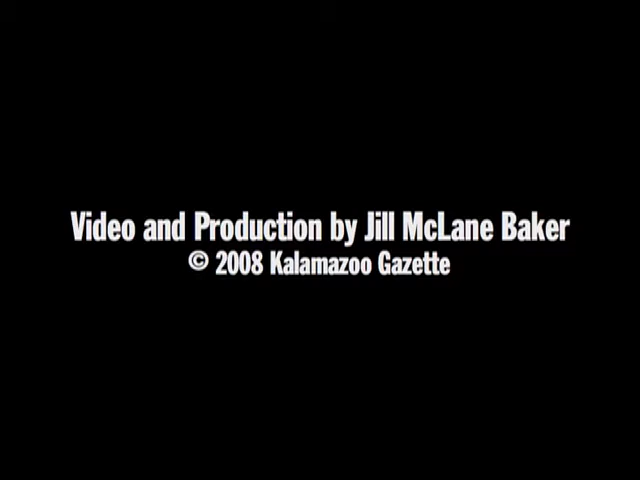 Video and Production by Jill McLane Baker
© 2008 Kalamazoo Gazette